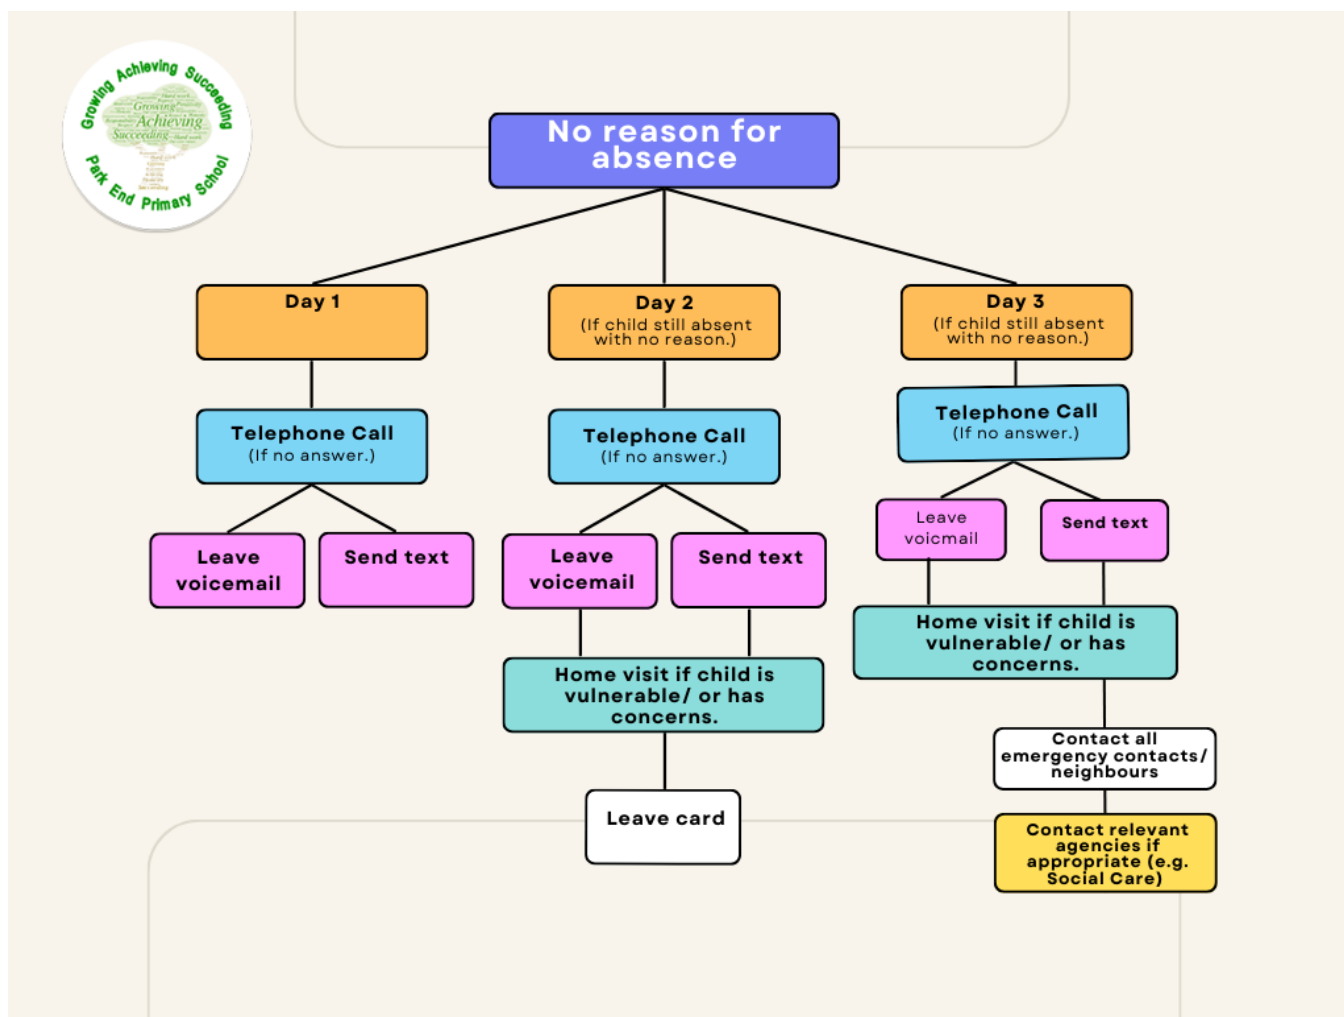 Growing Achieving Succeeding
Growing
Achieving
Succeeding
Park End Primary School
No reason for
absence
Day 1
Day 2
(If child still absent
with no reason.)
Day 3
(If child still absent
with no reason.)
Telephone Call
(If no answer.)
Telephone Call
(If no answer.)
Telephone Call
(If no answer.)
Leave
voicemail
Send text
Leave
voicemail
Send text
Leave
voicmail
Send text
Home visit if child is
vulnerable/ or has
concerns.
Home visit if child is
vulnerable/ or has
concerns.
Leave card
Contact all
emergency contacts/
neighbours
Contact relevant
agencies if
appropriate (e.g.
Social Care)